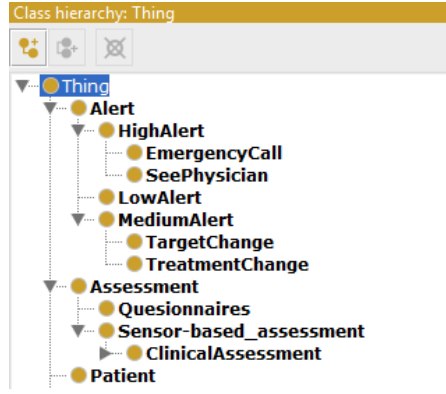 Class hierarchy: Thing
Thing
Alert
HighAlert
EmergencyCall
SeePhysician
LowAlert
MediumAlert
TargetChange
TreatmentChange
Assessment
Quesionnaires
Sensor-based_assessment
ClinicalAssessment
Patient